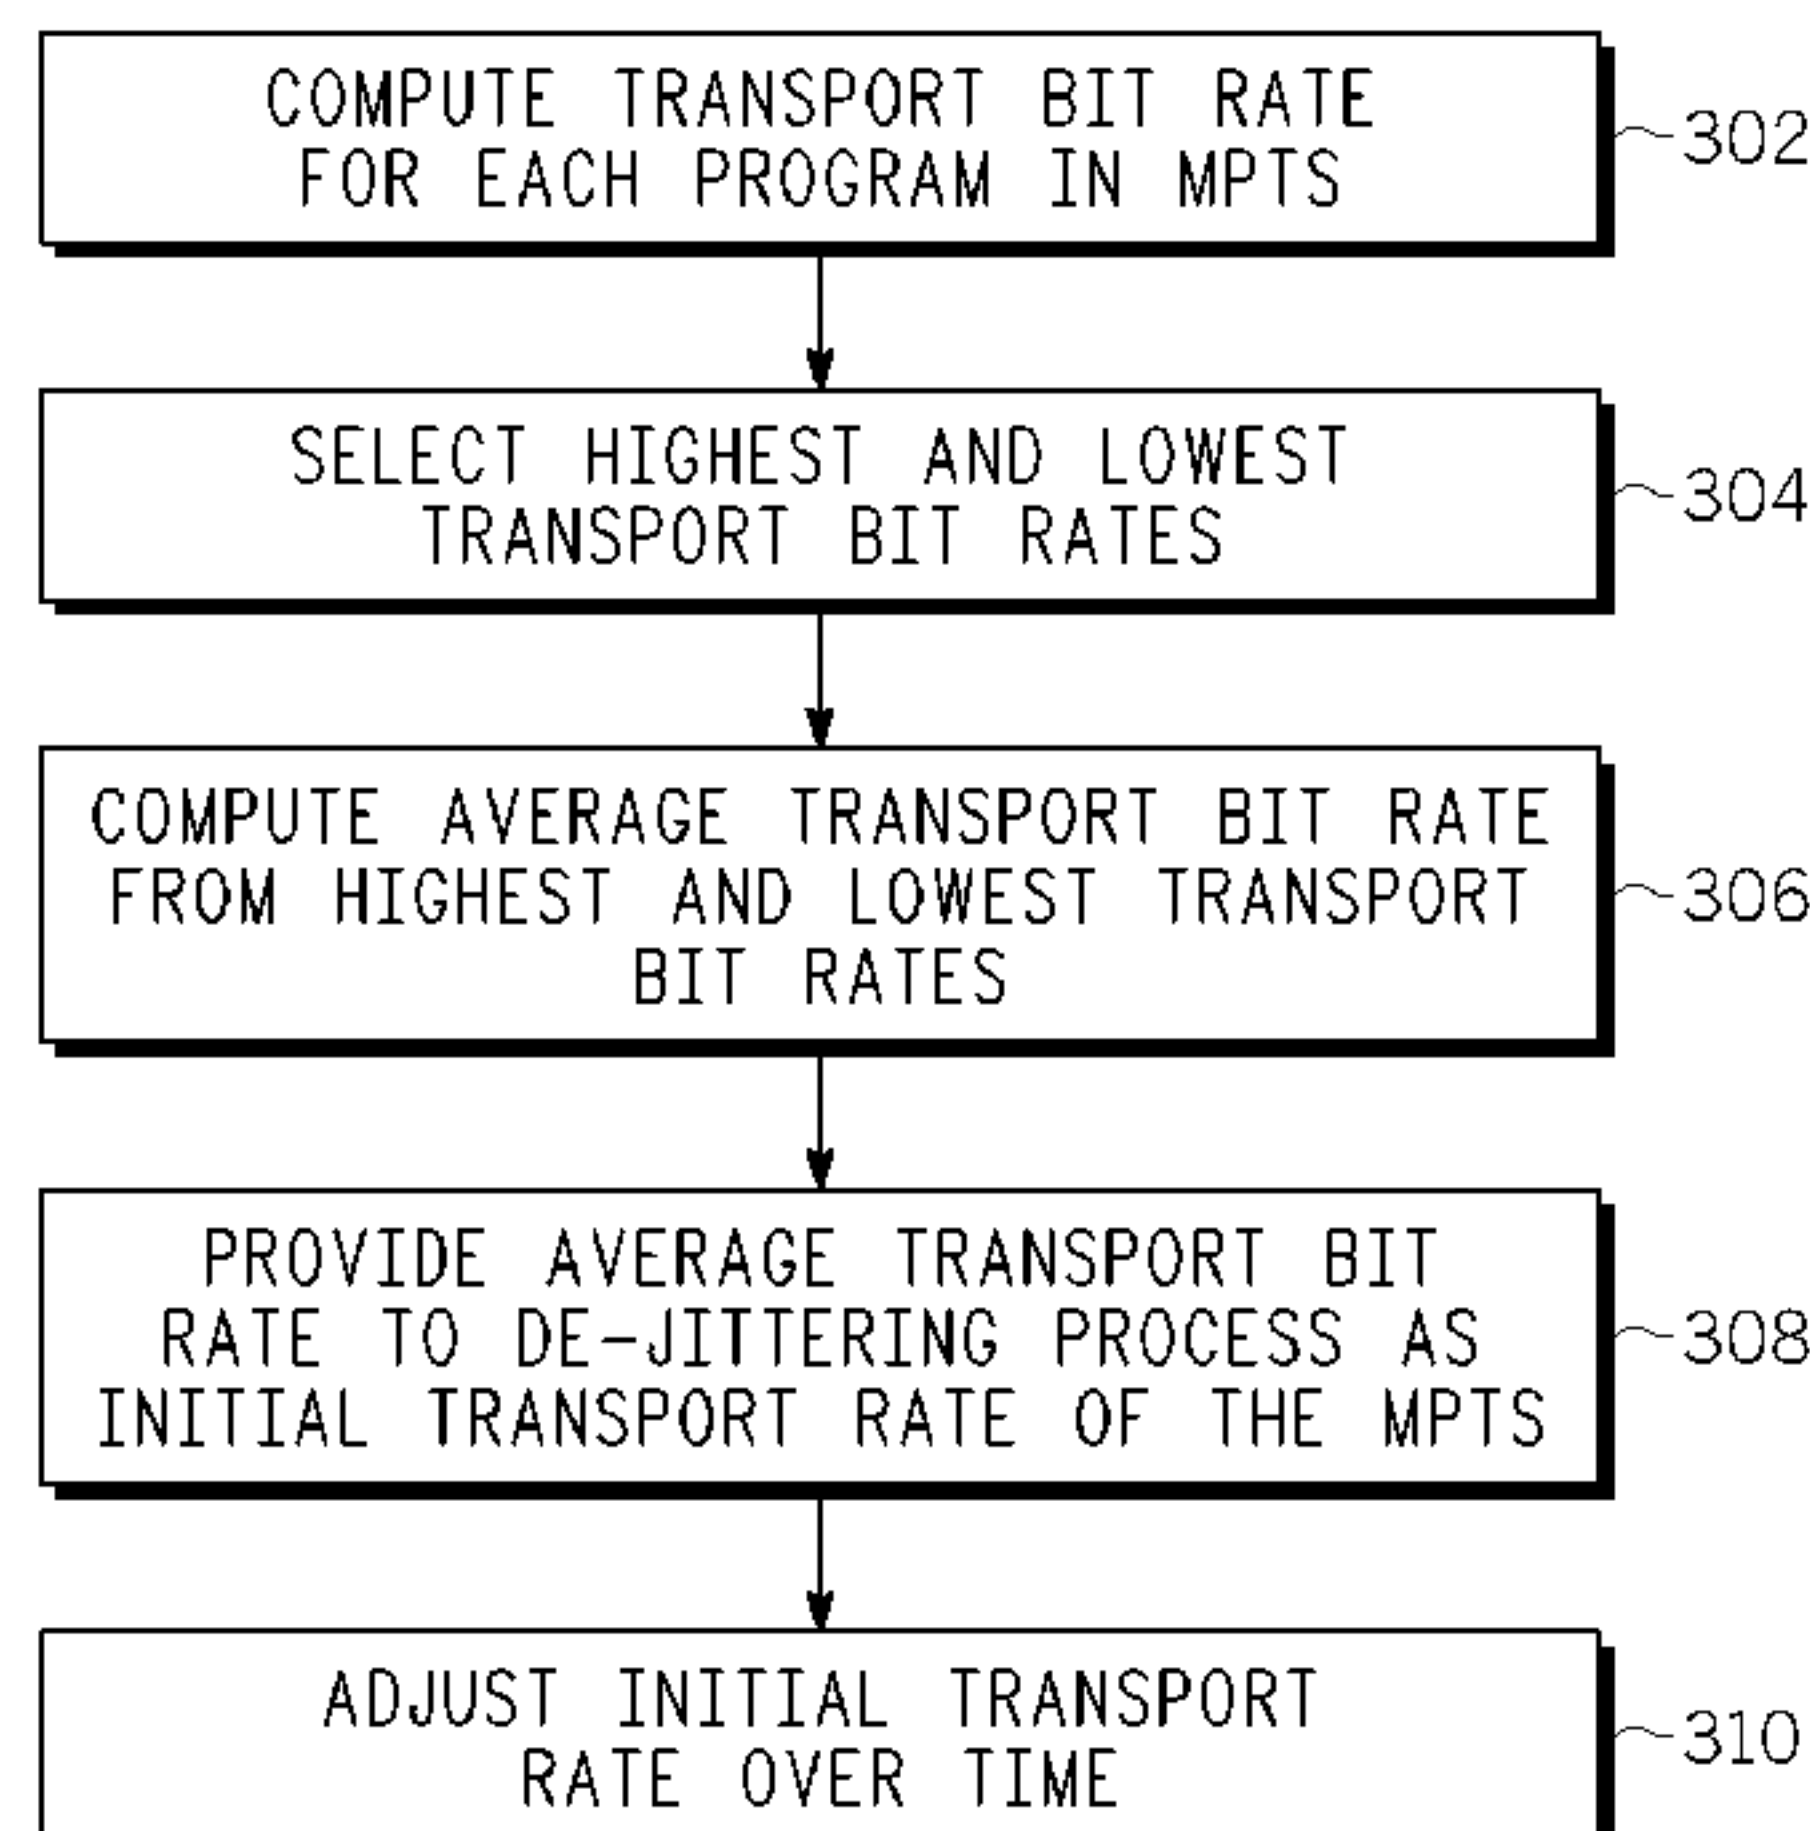 COMPUTE TRANSPORT BIT RATE
FOR EACH PROGRAM IN MPTS
302
SELECT HIGHEST AND LOWEST
TRANSPORT BIT RATES
304
COMPUTE AVERAGE TRANSPORT BIT RATE
FROM HIGHEST AND LOWEST TRANSPORT
BIT RATES
306
PROVIDE AVERAGE TRANSPORT BIT
RATE TO DE-JITTERING PROCESS AS
INITIAL TRANSPORT RATE OF THE MPTS
308
ADJUST INITIAL TRANSPORT
RATE OVER TIME
310